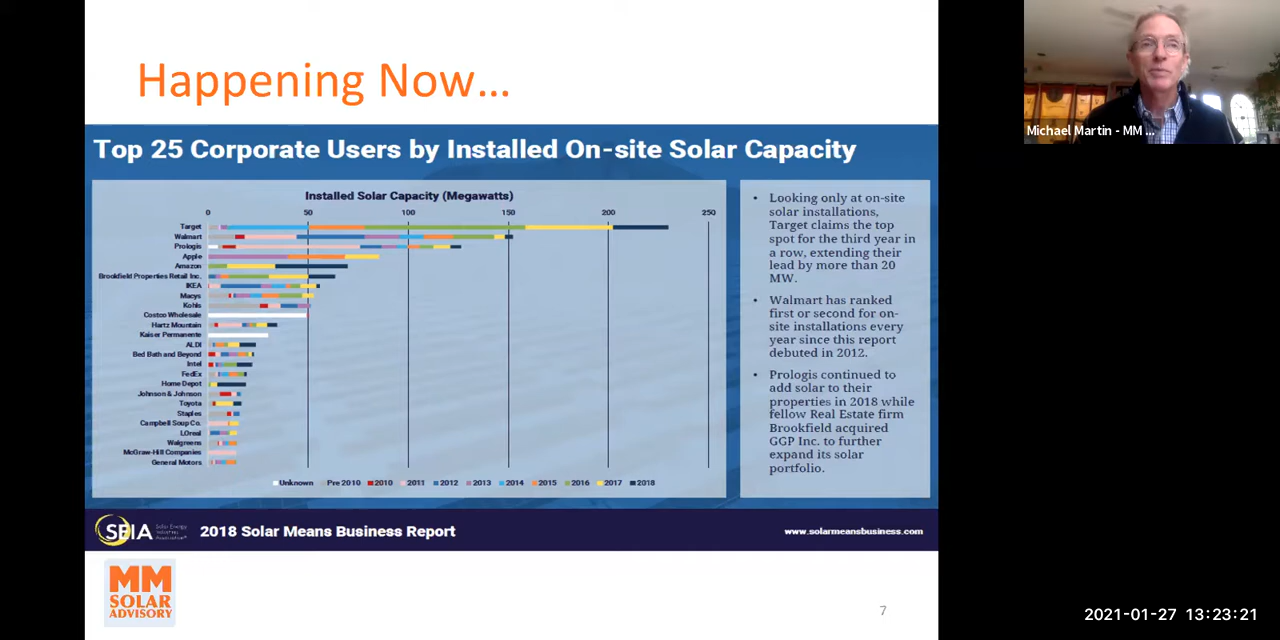 Happening Now...
Top 25 Corporate Users by Installed On-site Solar Capacity
Installed Solar Capacity (Megawatts)
0 50 100 150 200 250
Target
Walmart
Prologis
Apple
Amazon
Brookfield Properties Retail Inc.
IKEA
Macys
Kohls
Costco Wholesale
Hartz Mountain
Kaiser Permanente
ALDI
Bed Bath and Beyond
Intel
FedEx
Home Depot
Johnson & Johnson
Toyota
Staples
Campbell Soup Co.
LOreal
Walgreens
McGraw-Hill Companies
General Motors
Unknown Pre 2010 2010 2011 2012 2013 2014 2015 2016 2017 2018
• Looking only at on-site
solar installations,
Target claims the top
spot for the third year in
a row, extending their
lead by more than 20
MW.
• Walmart has ranked
first or second for on-
site installations every
year since this report
debuted in 2012.
• Prologis continued to
add solar to their
properties in 2018 while
fellow Real Estate firm
Brookfield acquired
GGP Inc. to further
expand its solar
portfolio.
SEIA
Solar Energy
Industries
Association
2018 Solar Means Business Report
www.solarmeansbusiness.com
MM
SOLAR
ADVISORY
7
Michael Martin - MM ...
2021-01-27 13:23:21